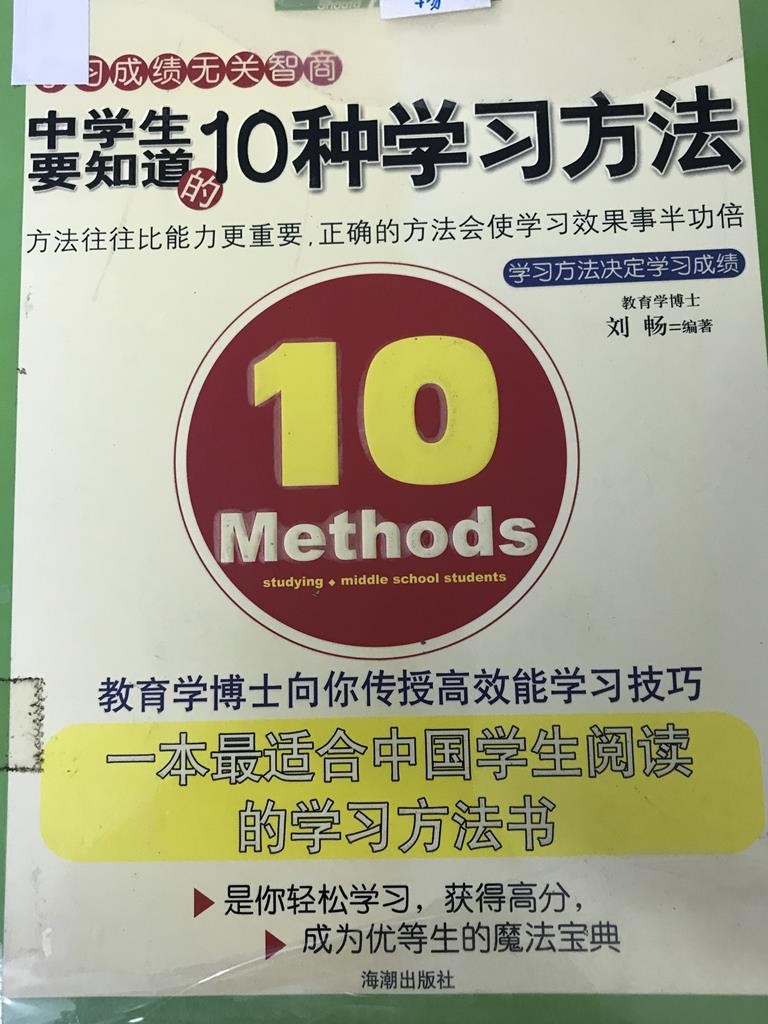 习成绩无关智商
中学生
要知道的10种学习方法
方法往往比能力更重要,正确的方法会使学习效果事半功倍
学习方法决定学习成绩
教育学博士
刘 畅=编著
10
Methods
studying ◆ middle school students
教育学博士向你传授高效能学习技巧
一本最适合中国学生阅读
的学习方法书
是你轻松学习，获得高分，
成为优等生的魔法宝典
海潮出版社